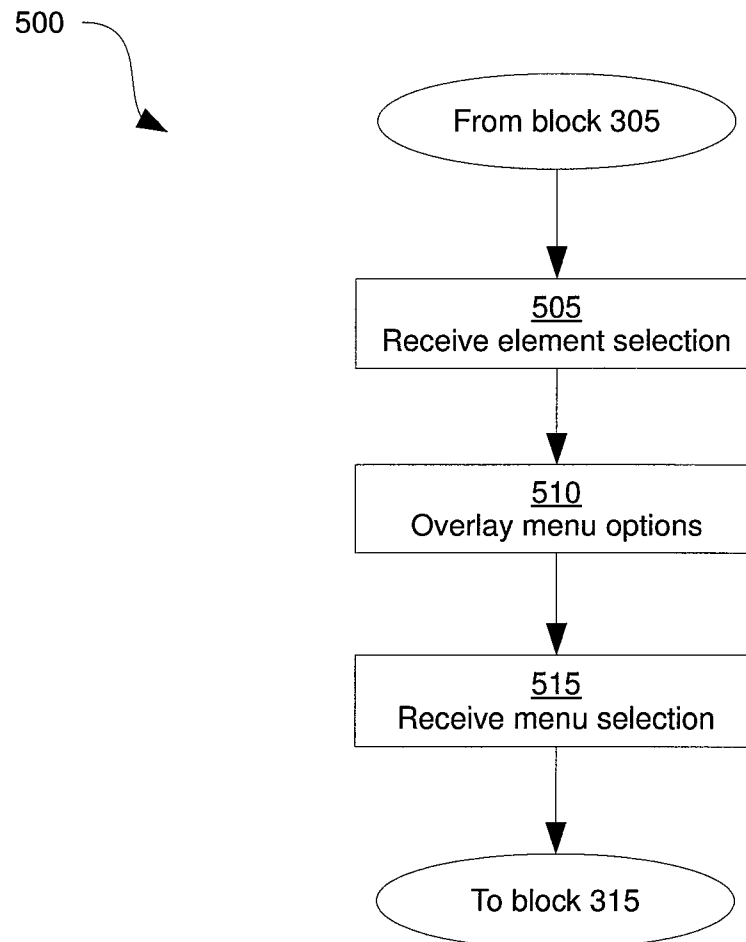 500
From block 305
505
Receive element selection
510
Overlay menu options
515
Receive menu selection
To block 315